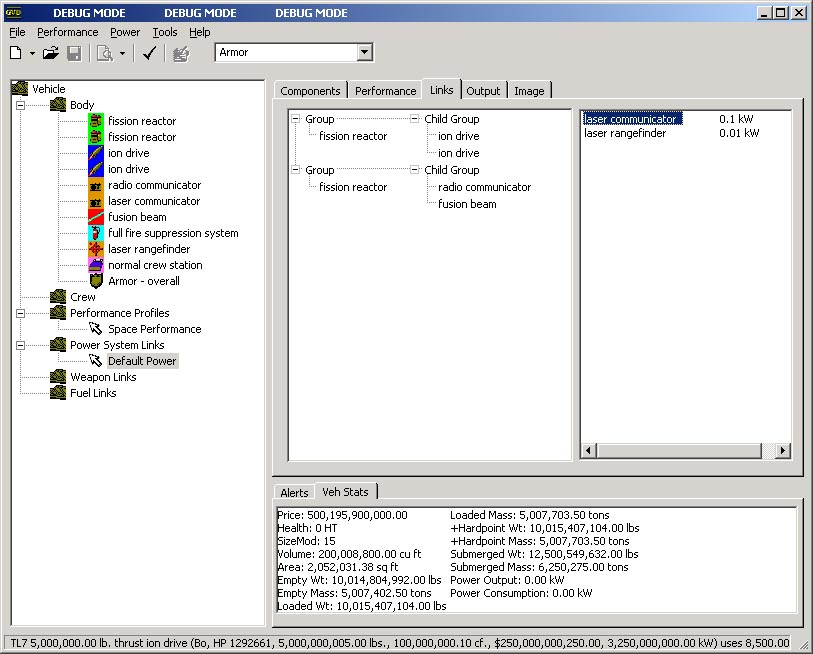 GVD DEBUG MODE DEBUG MODE DEBUG MODE
File Performance Power Tools Help
Armor
Vehicle
Body
fission reactor
fission reactor
ion drive
ion drive
radio communicator
laser communicator
fusion beam
full fire suppression system
laser rangefinder
normal crew station
Armor - overall
Crew
Performance Profiles
Space Performance
Power System Links
Default Power
Weapon Links
Fuel Links
Components Performance Links Output Image
Group Child Group
fission reactor ion drive
ion drive
Group Child Group
fission reactor radio communicator
fusion beam
laser communicator 0.1 kW
laser rangefinder 0.01 kW
Alerts Veh Stats
Price: 500,195,900,000.00 Loaded Mass: 5,007,703.50 tons
Health: 0 HT +Hardpoint Wt: 10,015,407,104.00 lbs
SizeMod: 15 +Hardpoint Mass: 5,007,703.50 tons
Volume: 200,008,800.00 cu ft Submerged Wt: 12,500,549,632.00 lbs
Area: 2,052,031.38 sq ft Submerged Mass: 6,250,275.00 tons
Empty Wt: 10,014,804,992.00 lbs Power Output: 0.00 kW
Empty Mass: 5,007,402.50 tons Power Consumption: 0.00 kW
Loaded Wt: 10,015,407,104.00 lbs
TL7 5,000,000.00 lb. thrust ion drive (Bo, HP 1292661, 5,000,000,005.00 lbs., 100,000,000.10 cf., $250,000,000,250.00, 3,250,000,000.00 kW) uses 8,500.00